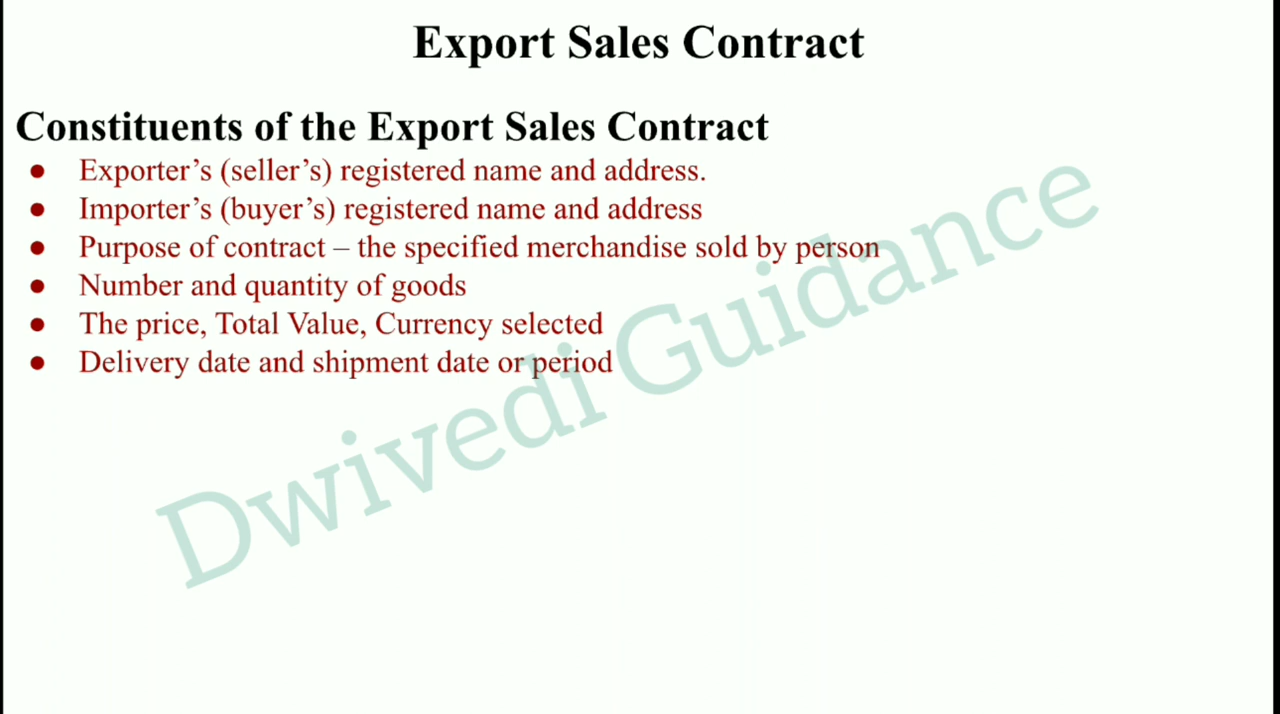 Export Sales Contract
Constituents of the Export Sales Contract
● Exporter’s (seller’s) registered name and address.
● Importer’s (buyer’s) registered name and address
● Purpose of contract – the specified merchandise sold by person
● Number and quantity of goods
● The price, Total Value, Currency selected
● Delivery date and shipment date or period
Dwivedi Guidance